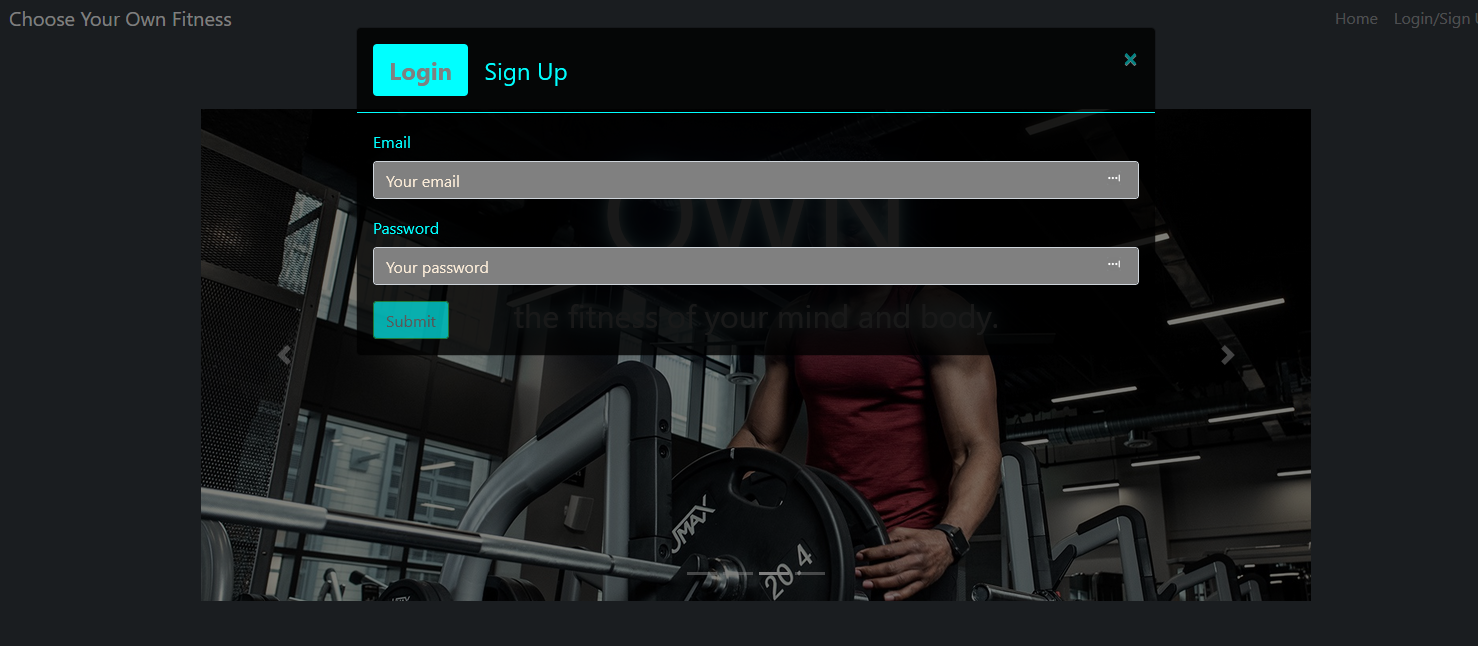 Choose Your Own Fitness
Home
Login/Sign U
Login
Sign Up
×
Email
Your email
OWN
Password
Your password
Submit
the fitness of your mind and body.
JMAX
20.4